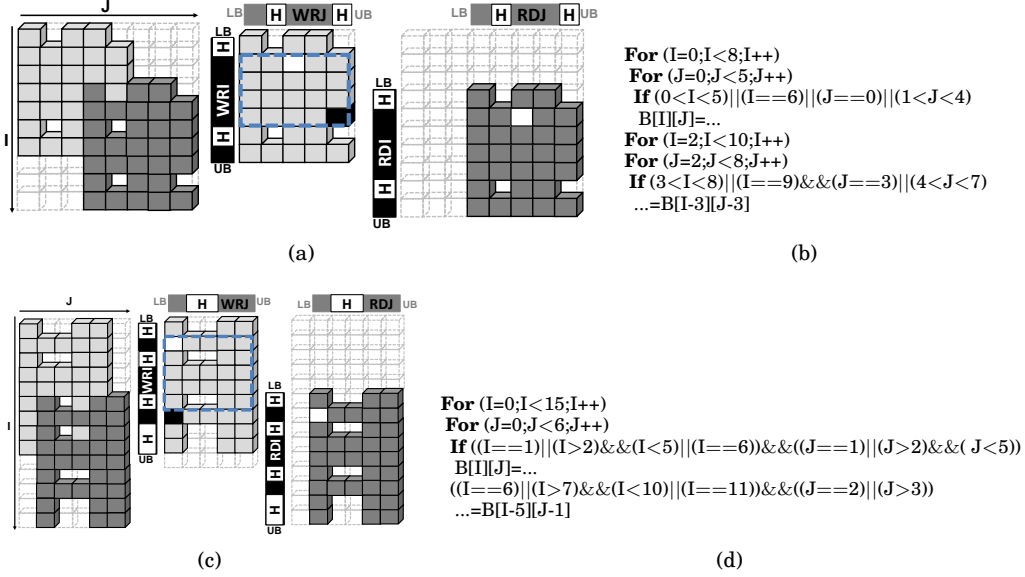 J
I
LB
H
WRJ
H
UB
LB
H
WRI
H
UB
LB
H
RDJ
H
UB
LB
H
RDI
H
UB
(a)
For (I=0;I<8;I++)
For (J=0;J<5;J++)
If (0<I<5)||(I==6)||(J==0)||(1<J<4)
B[I][J]=...
For (I=2;I<10;I++)
For (J=2;J<8;J++)
If (3<I<8)||(I==9)&&(J==3)||(4<J<7)
...=B[I-3][J-3]
(b)
J
I
LB
H
WRJ
UB
LB
H
H
WRI
H
H
UB
LB
H
RDJ
UB
LB
H
H
RDI
H
H
UB
(c)
For (I=0;I<15;I++)
For (J=0;J<6;J++)
If ((I==1)||(I>2)&&(I<5)||(I==6))&&((J==1)||(J>2)&&( J<5))
B[I][J]=...
((I==6)||(I>7)&&(I<10)||(I==11))&&((J==2)||(J>3))
...=B[I-5][J-1]
(d)